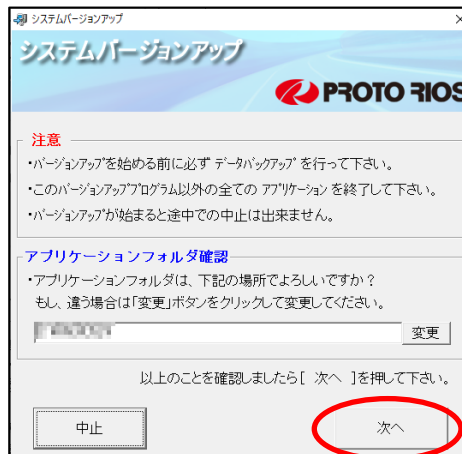 システムバージョンアップ
システムバージョンアップ
PROTO RIOS
注意
・バージョンアップを始める前に必ず データバックアップ を行って下さい。
・このバージョンアッププログラム以外の全ての アプリケーション を終了して下さい。
・バージョンアップが始まると途中での中止は出来ません。
アプリケーションフォルダ確認
・アプリケーションフォルダは、下記の場所でよろしいですか？
もし、違う場合は「変更」ボタンをクリックして変更してください。
変更
以上のことを確認しましたら[ 次へ ]を押して下さい。
中止
次へ